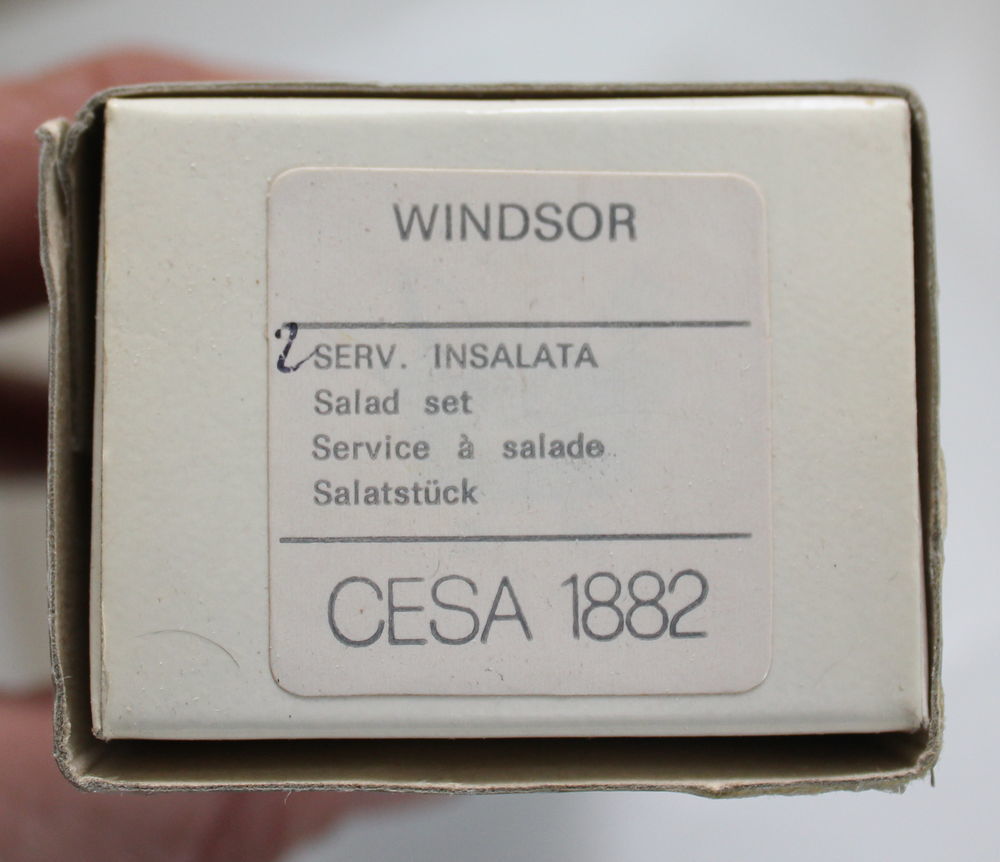 WINDSOR
2 SERV. INSALATA
Salad set
Service à salade
Salatstück
CESA 1882